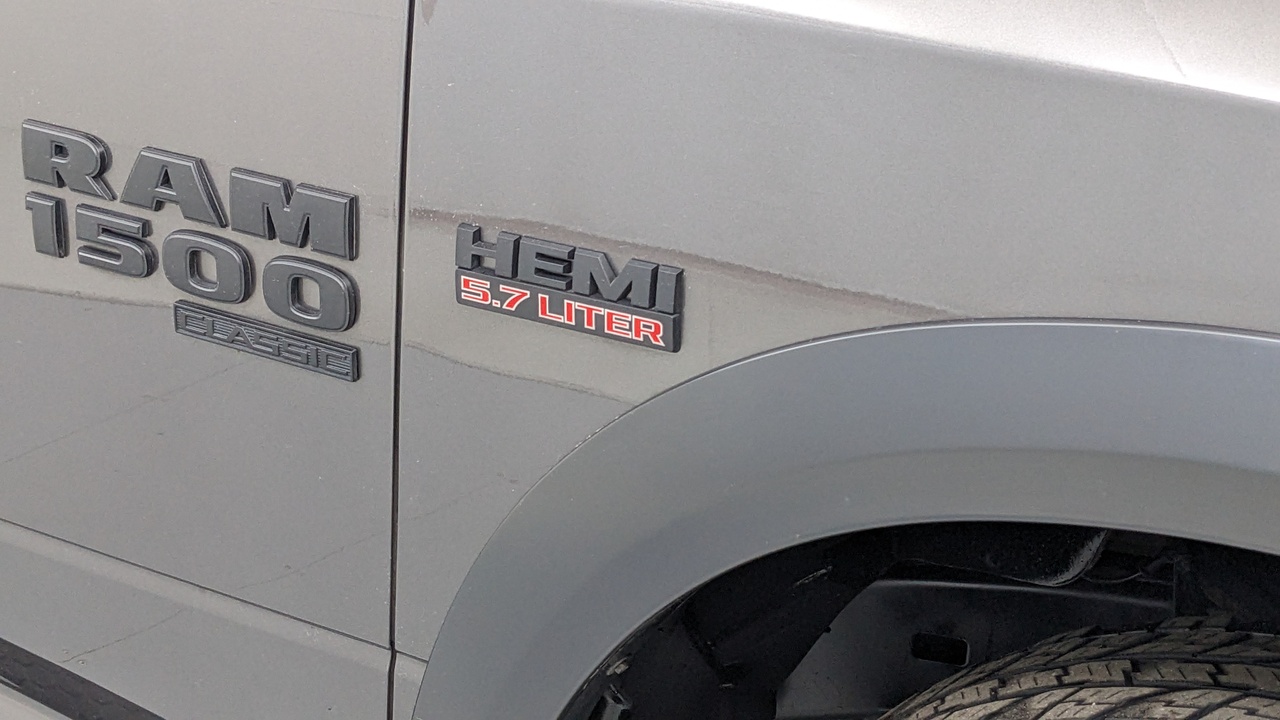 RAM
1500
CLASSIC
HEMI
5.7 LITER